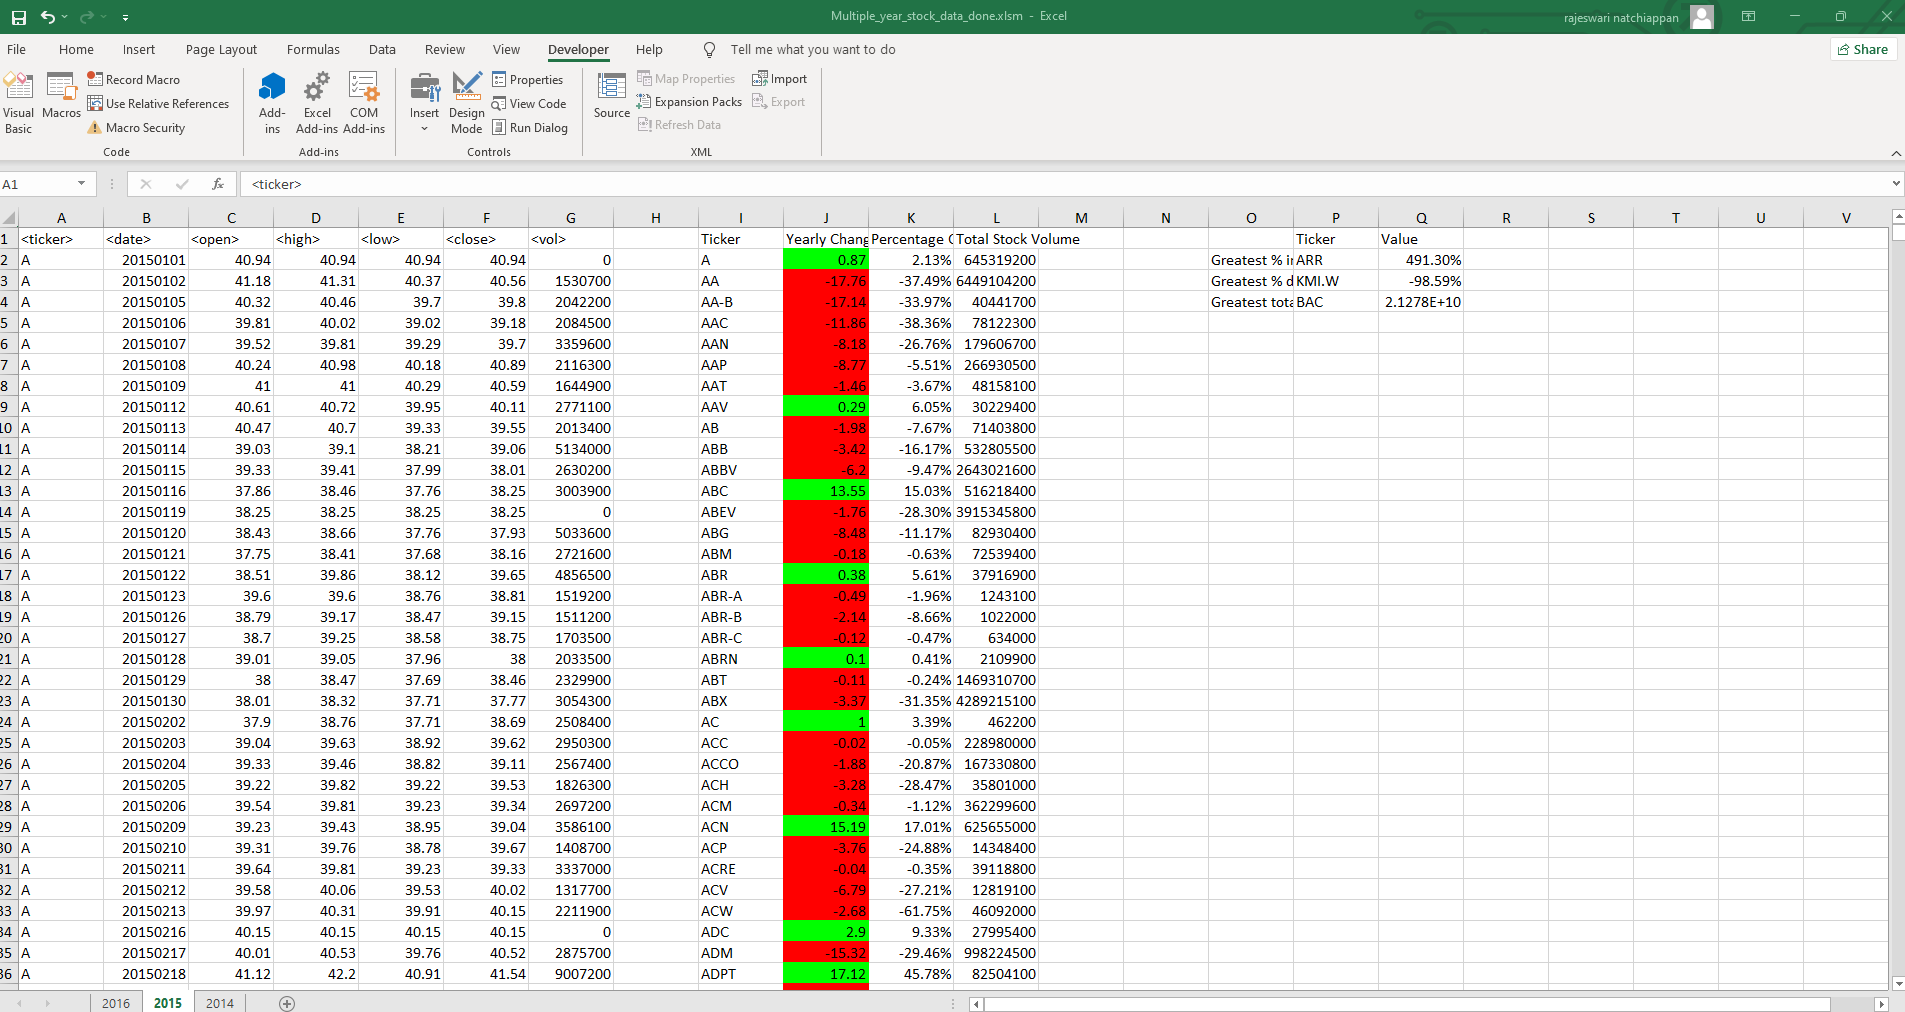 Multiple_year_stock_data_done.xlsm - Excel
rajeswari natchiappan
File Home Insert Page Layout Formulas Data Review View Developer Help Tell me what you want to do
Share
Visual Basic
Macros
Record Macro
Use Relative References
Macro Security
Code
Add-ins
Excel Add-ins
COM Add-ins
Add-ins
Insert
Design Mode
Properties
View Code
Run Dialog
Controls
Source
Map Properties
Expansion Packs
Refresh Data
Import
Export
XML
A1 fx <ticker>
A B C D E F G H I J K L M N O P Q R S T U V
1 <ticker> <date> <open> <high> <low> <close> <vol> Ticker Yearly Chang Percentage C Total Stock Volume Ticker Value
2 A 20150101 40.94 40.94 40.94 40.94 0 A 0.87 2.13% 645319200 Greatest % i ARR 491.30%
3 A 20150102 41.18 41.31 40.37 40.56 1530700 AA -17.76 -37.49% 6449104200 Greatest % d KMI.W -98.59%
4 A 20150105 40.32 40.46 39.7 39.8 2042200 AA-B -17.14 -33.97% 40441700 Greatest tota BAC 2.1278E+10
5 A 20150106 39.81 40.02 39.02 39.18 2084500 AAC -11.86 -38.36% 78122300
6 A 20150107 39.52 39.81 39.29 39.7 3359600 AAN -8.18 -26.76% 179606700
7 A 20150108 40.24 40.98 40.18 40.89 2116300 AAP -8.77 -5.51% 266930500
8 A 20150109 41 41 40.29 40.59 1644900 AAT -1.46 -3.67% 48158100
9 A 20150112 40.61 40.72 39.95 40.11 2771100 AAV 0.29 6.05% 30229400
10 A 20150113 40.47 40.7 39.33 39.55 2013400 AB -1.98 -7.67% 71403800
11 A 20150114 39.03 39.1 38.21 39.06 5134000 ABB -3.42 -16.17% 532805500
12 A 20150115 39.33 39.41 37.99 38.01 2630200 ABBV -6.2 -9.47% 2643021600
13 A 20150116 37.86 38.46 37.76 38.25 3003900 ABC 13.55 15.03% 516218400
14 A 20150119 38.25 38.25 38.25 38.25 0 ABEV -1.76 -28.30% 3915345800
15 A 20150120 38.43 38.66 37.76 37.93 5033600 ABG -8.48 -11.17% 82930400
16 A 20150121 37.75 38.41 37.68 38.16 2721600 ABM -0.18 -0.63% 72539400
17 A 20150122 38.51 39.86 38.12 39.65 4856500 ABR 0.38 5.61% 37916900
18 A 20150123 39.6 39.6 38.76 38.81 1519200 ABR-A -0.49 -1.96% 1243100
19 A 20150126 38.79 39.17 38.47 39.15 1511200 ABR-B -2.14 -8.66% 1022000
20 A 20150127 38.7 39.25 38.58 38.75 1703500 ABR-C -0.12 -0.47% 634000
21 A 20150128 39.01 39.05 37.96 38 2033500 ABRN 0.1 0.41% 2109900
22 A 20150129 38 38.47 37.69 38.46 2329900 ABT -0.11 -0.24% 1469310700
23 A 20150130 38.01 38.32 37.71 37.77 3054300 ABX -3.37 -31.35% 4289215100
24 A 20150202 37.9 38.76 37.71 38.69 2508400 AC 1 3.39% 462200
25 A 20150203 39.04 39.63 38.92 39.62 2950300 ACC -0.02 -0.05% 228980000
26 A 20150204 39.33 39.46 38.82 39.11 2567400 ACCO -1.88 -20.87% 167330800
27 A 20150205 39.22 39.82 39.22 39.53 1826300 ACH -3.28 -28.47% 35801000
28 A 20150206 39.54 39.81 39.23 39.34 2697200 ACM -0.34 -1.12% 362299600
29 A 20150209 39.23 39.43 38.95 39.04 3586100 ACN 15.19 17.01% 625655000
30 A 20150210 39.31 39.76 38.78 39.67 1408700 ACP -3.76 -24.88% 14348400
31 A 20150211 39.64 39.81 39.23 39.33 3337000 ACRE -0.04 -0.35% 39118800
32 A 20150212 39.58 40.06 39.53 40.02 1317700 ACV -6.79 -27.21% 12819100
33 A 20150213 39.97 40.31 39.91 40.15 2211900 ACW -2.68 -61.75% 46092000
34 A 20150216 40.15 40.15 40.15 40.15 0 ADC 2.9 9.33% 27995400
35 A 20150217 40.01 40.53 39.76 40.52 2875700 ADM -15.32 -29.46% 998224500
36 A 20150218 41.12 42.2 40.91 41.54 9007200 ADPT 17.12 45.78% 82504100
2016 2015 2014